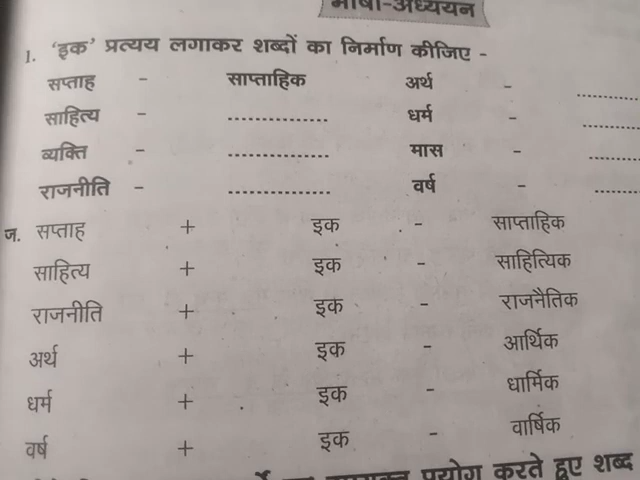 भाषा-अध्ययन
1. 'इक' प्रत्यय लगाकर शब्दों का निर्माण कीजिए -
सप्ताह - साप्ताहिक अर्थ - ............
साहित्य - .................. धर्म - ............
व्यक्ति - .................. मास - ............
राजनीति - .................. वर्ष - ............
ज. सप्ताह + इक - साप्ताहिक
साहित्य + इक - साहित्यिक
राजनीति + इक - राजनैतिक
अर्थ + इक - आर्थिक
धर्म + इक - धार्मिक
वर्ष + इक - वार्षिक
प्रयोग करते हुए शब्द